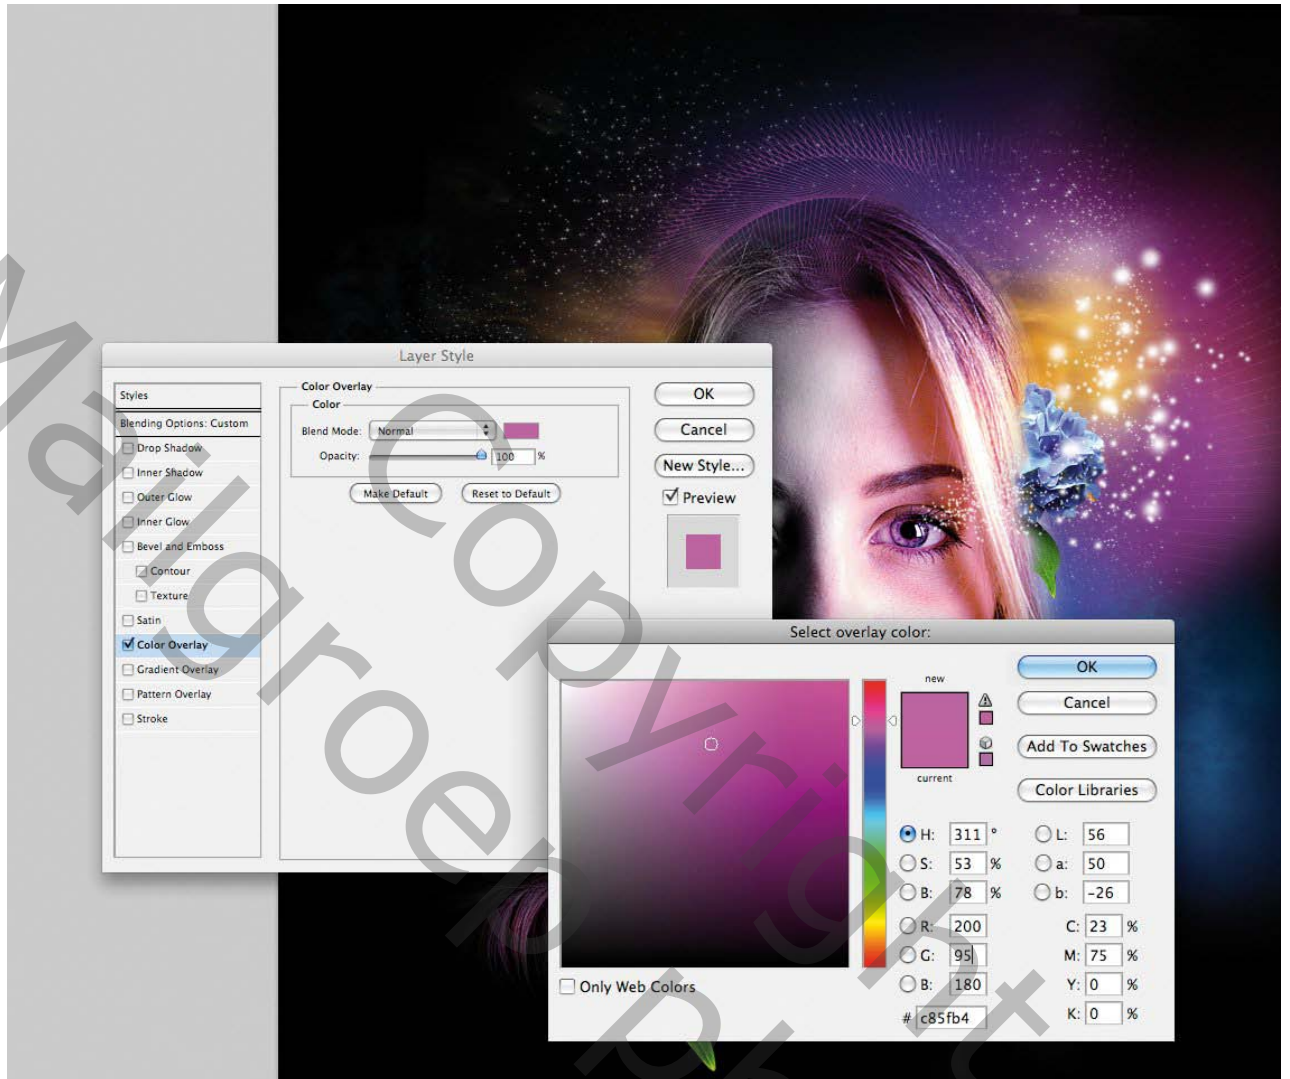 Layer Style
Styles
Blending Options: Custom
Drop Shadow
Inner Shadow
Outer Glow
Inner Glow
Bevel and Emboss
Contour
Texture
Satin
Color Overlay
Gradient Overlay
Pattern Overlay
Stroke
Color Overlay
Color
Blend Mode: Normal
Opacity: 100 %
Make Default Reset to Default
OK
Cancel
New Style...
Preview
Select overlay color:
new
current
OK
Cancel
Add To Swatches
Color Libraries
H: 311 °
S: 53 %
B: 78 %
R: 200
G: 95
B: 180
# c85fb4
L: 56
a: 50
b: -26
C: 23 %
M: 75 %
Y: 0 %
K: 0 %
Only Web Colors
Copyright
Mailgroep